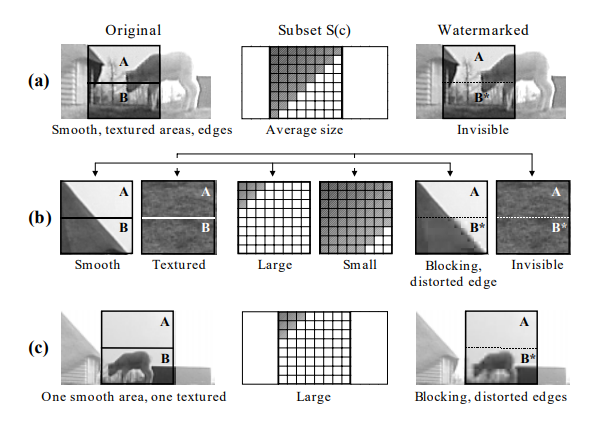 Original Subset S(c) Watermarked
(a) A B A B*
Smooth, textured areas, edges Average size Invisible
(b) A B A B A B* A B*
Smooth Textured Large Small Blocking, distorted edge Invisible
(c) A B A B*
One smooth area, one textured Large Blocking, distorted edges